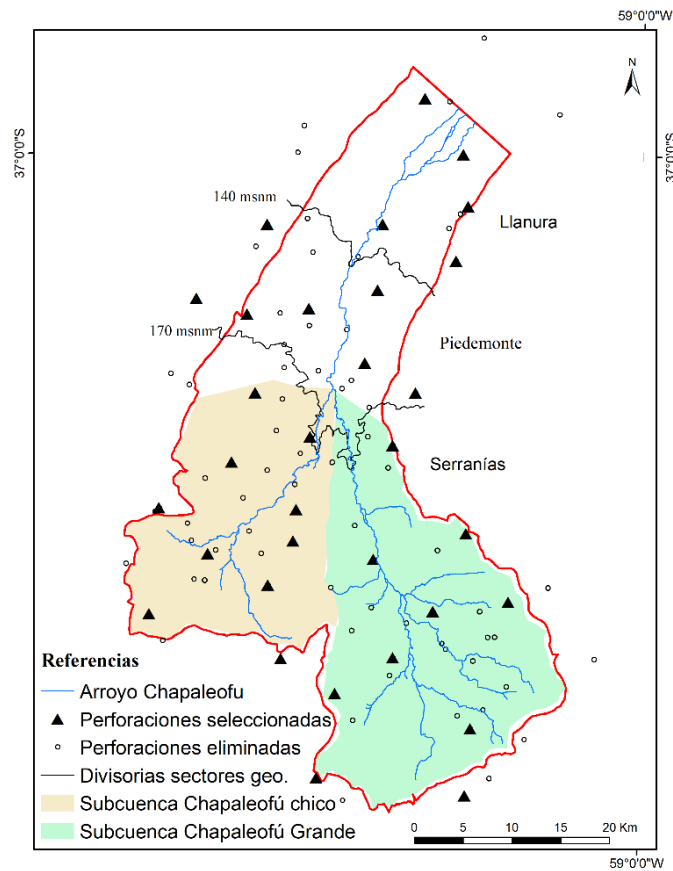 59°0'0"W
N
37°0'0"S
37°0'0"S
140 msnm
Llanura
170 msnm
Piedemonte
Serranías
Referencias
Arroyo Chapaleofu
Perforaciones seleccionadas
Perforaciones eliminadas
Divisorias sectores geo.
Subcuenca Chapaleofú chico
Subcuenca Chapaleofú Grande
0 5 10 15 20 Km
59°0'0"W